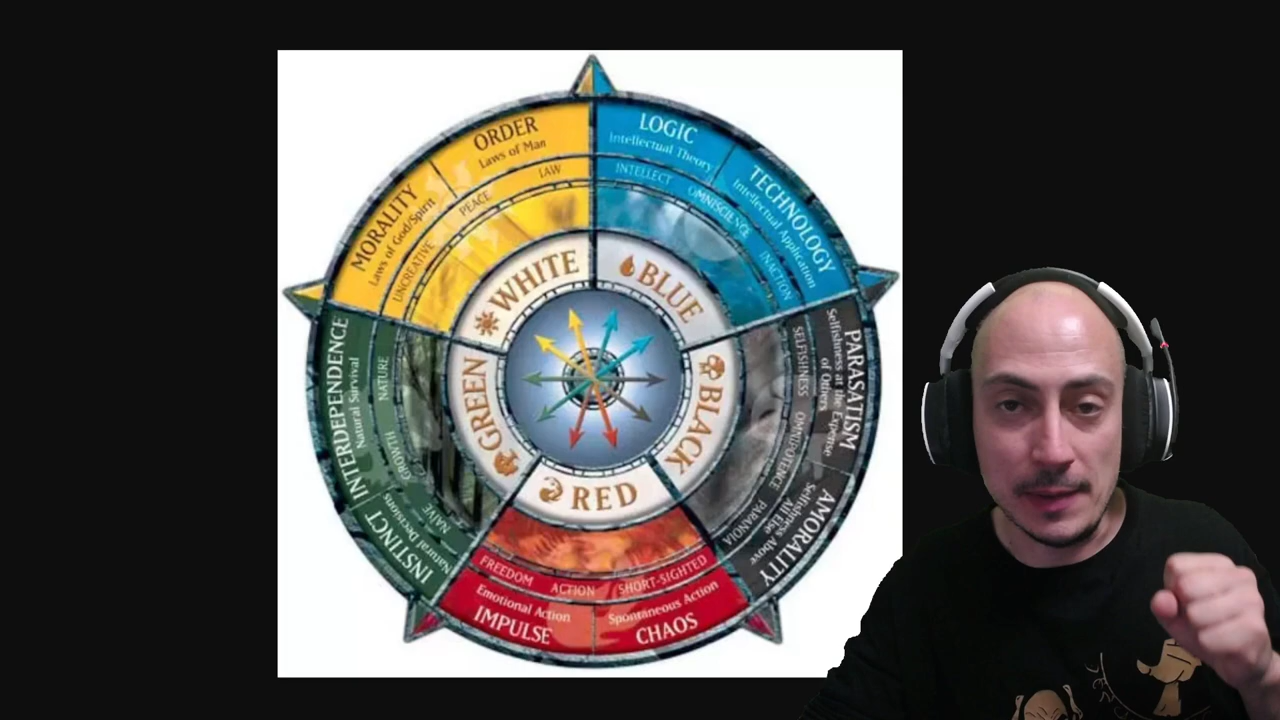 ORDER
Laws of Man
LAW
PEACE
MORALITY
Laws of God/Spirit
UNCREATIVE
WHITE
LOGIC
Intellectual Theory
INTELLECT
OMNISCIENCE
TECHNOLOGY
Intellectual Application
INACTION
BLUE
PARASATISM
Selfishness at the Expense
of Others
SELFISHNESS
OMNIPOTENCE
AMORALITY
Selfishness Above
All Else
PARANOIA
BLACK
RED
FREEDOM
ACTION
SHORT-SIGHTED
Emotional Action
IMPULSE
Spontaneous Action
CHAOS
GREEN
INTERDEPENDENCE
Natural Survival
NATURE
GROWTH
INSTINCT
Natural Decisions
NAÏVE